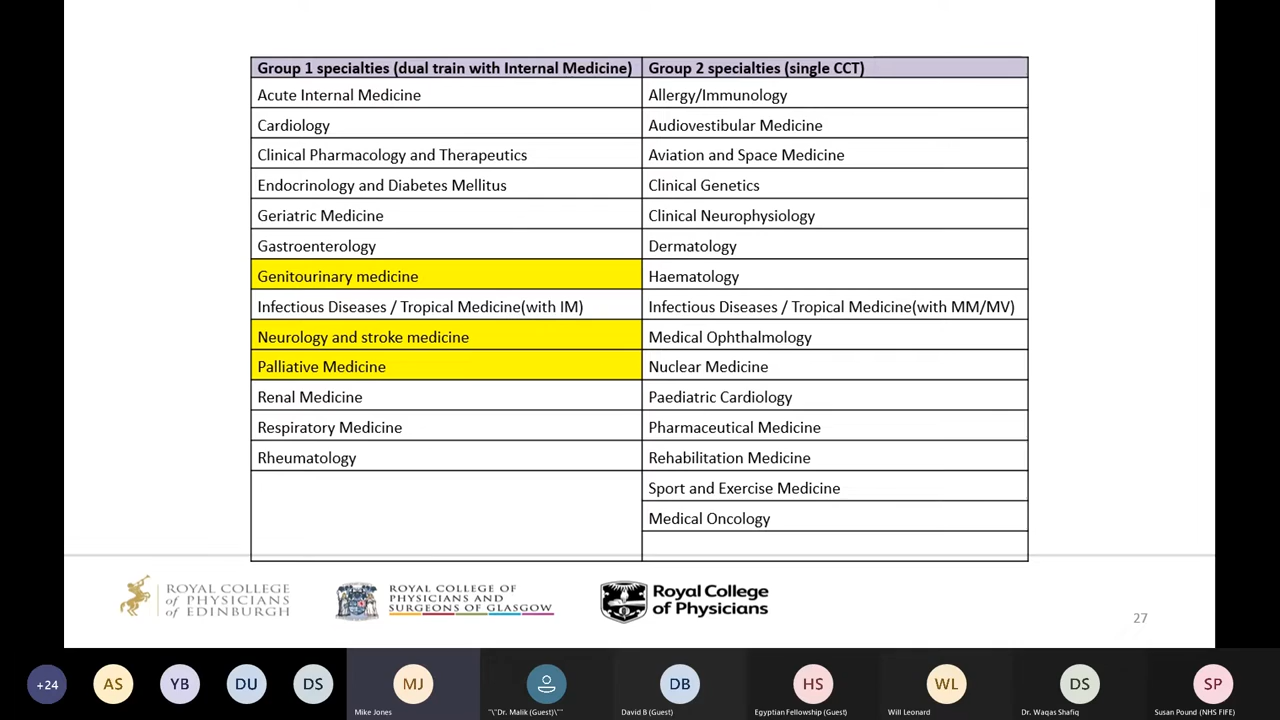 Group 1 specialties (dual train with Internal Medicine) Group 2 specialties (single CCT)
Acute Internal Medicine Allergy/Immunology
Cardiology Audiovestibular Medicine
Clinical Pharmacology and Therapeutics Aviation and Space Medicine
Endocrinology and Diabetes Mellitus Clinical Genetics
Geriatric Medicine Clinical Neurophysiology
Gastroenterology Dermatology
Genitourinary medicine Haematology
Infectious Diseases / Tropical Medicine(with IM) Infectious Diseases / Tropical Medicine(with MM/MV)
Neurology and stroke medicine Medical Ophthalmology
Palliative Medicine Nuclear Medicine
Renal Medicine Paediatric Cardiology
Respiratory Medicine Pharmaceutical Medicine
Rheumatology Rehabilitation Medicine
Sport and Exercise Medicine
Medical Oncology
ROYAL COLLEGE
of PHYSICIANS
of EDINBURGH
ROYAL COLLEGE OF
PHYSICIANS AND
SURGEONS OF GLASGOW
Royal College
of Physicians
27
+24 AS YB DU DS MJ DB HS WL DS SP
Mike Jones "\"Dr. Malik (Guest)\"" David B (Guest) Egyptian Fellowship (Guest) Will Leonard Dr. Waqas Shafiq Susan Pound (NHS FIFE)